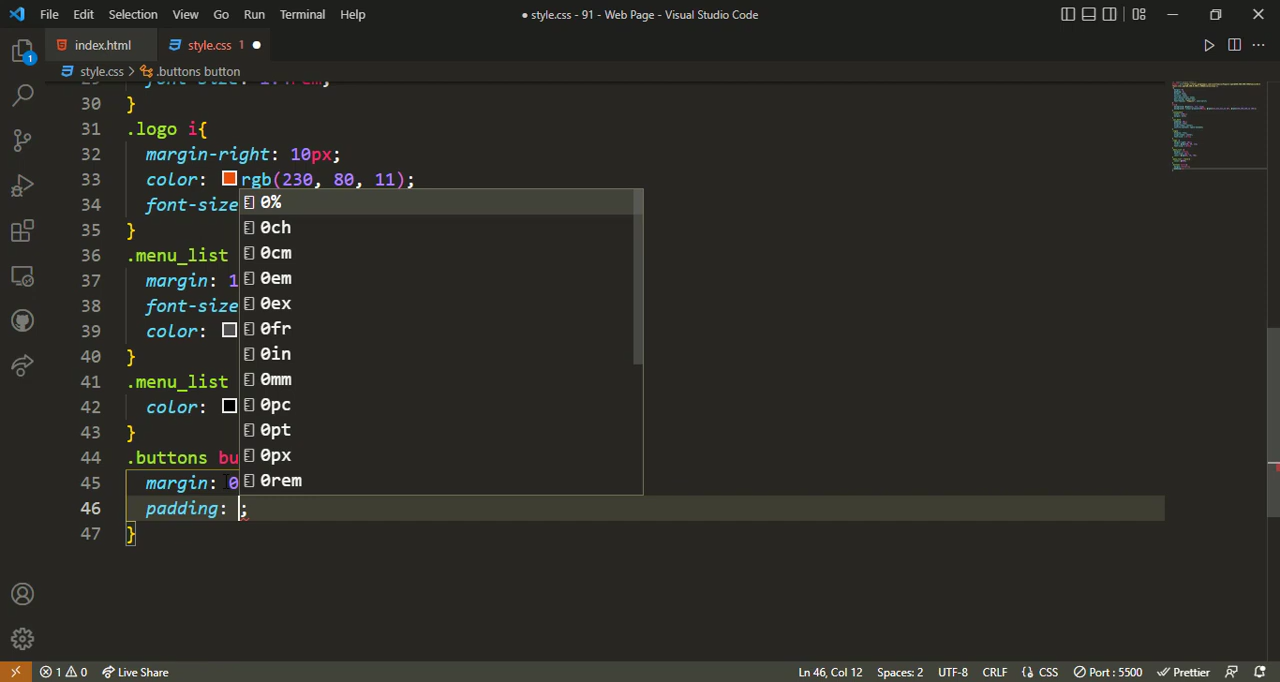 File Edit Selection View Go Run Terminal Help
● style.css - 91 - Web Page - Visual Studio Code
index.html
style.css 1 ●
style.css > .buttons button
30 }
31 .logo i{
32 margin-right: 10px;
33 color: rgb(230, 80, 11);
34 font-size
35 }
36 .menu_list
37 margin: 1
38 font-size
39 color:
40 }
41 .menu_list
42 color:
43 }
44 .buttons bu
45 margin: 0
46 padding: ;
47 }
0%
0ch
0cm
0em
0ex
0fr
0in
0mm
0pc
0pt
0px
0rem
1
1 0 Live Share
Ln 46, Col 12 Spaces: 2 UTF-8 CRLF CSS Port : 5500 Prettier